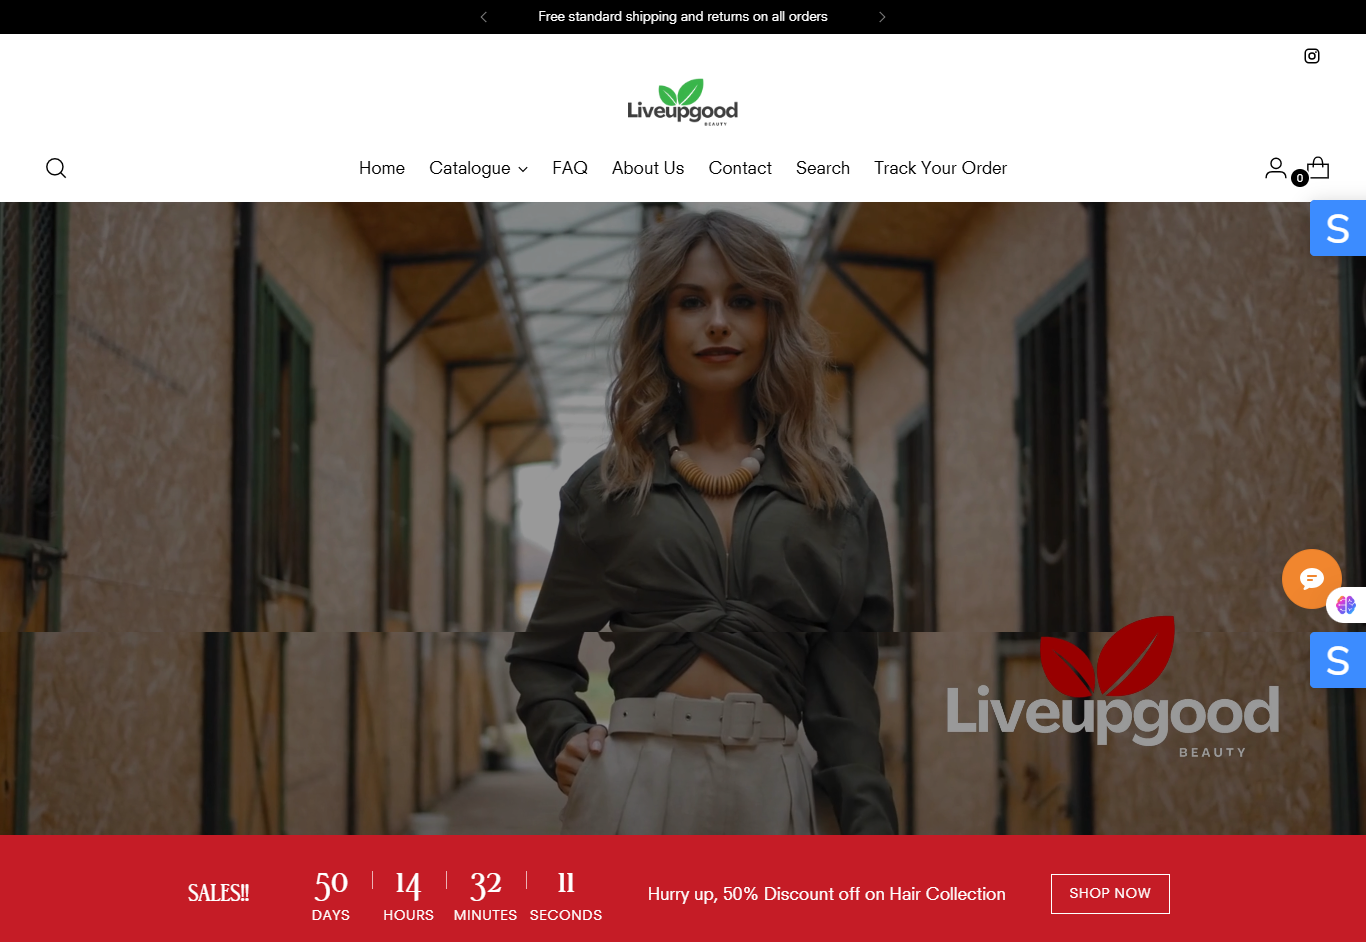 Free standard shipping and returns on all orders
Liveupgood
BEAUTY
Home Catalogue FAQ About Us Contact Search Track Your Order
0
S
S
Liveupgood
BEAUTY
SALES!! 50 14 32 11 Hurry up, 50% Discount off on Hair Collection SHOP NOW
DAYS HOURS MINUTES SECONDS